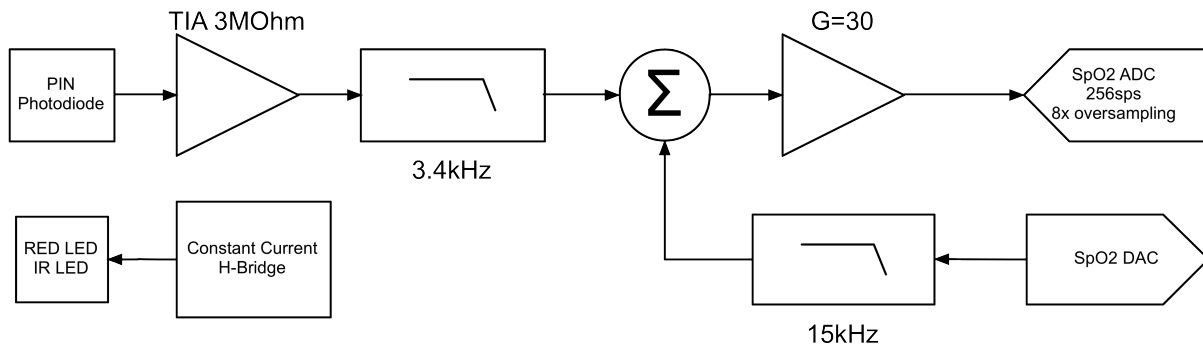 TIA 3MOhm
G=30
PIN
Photodiode
Σ
SpO2 ADC
256sps
8x oversampling
3.4kHz
RED LED
IR LED
Constant Current
H-Bridge
SpO2 DAC
15kHz